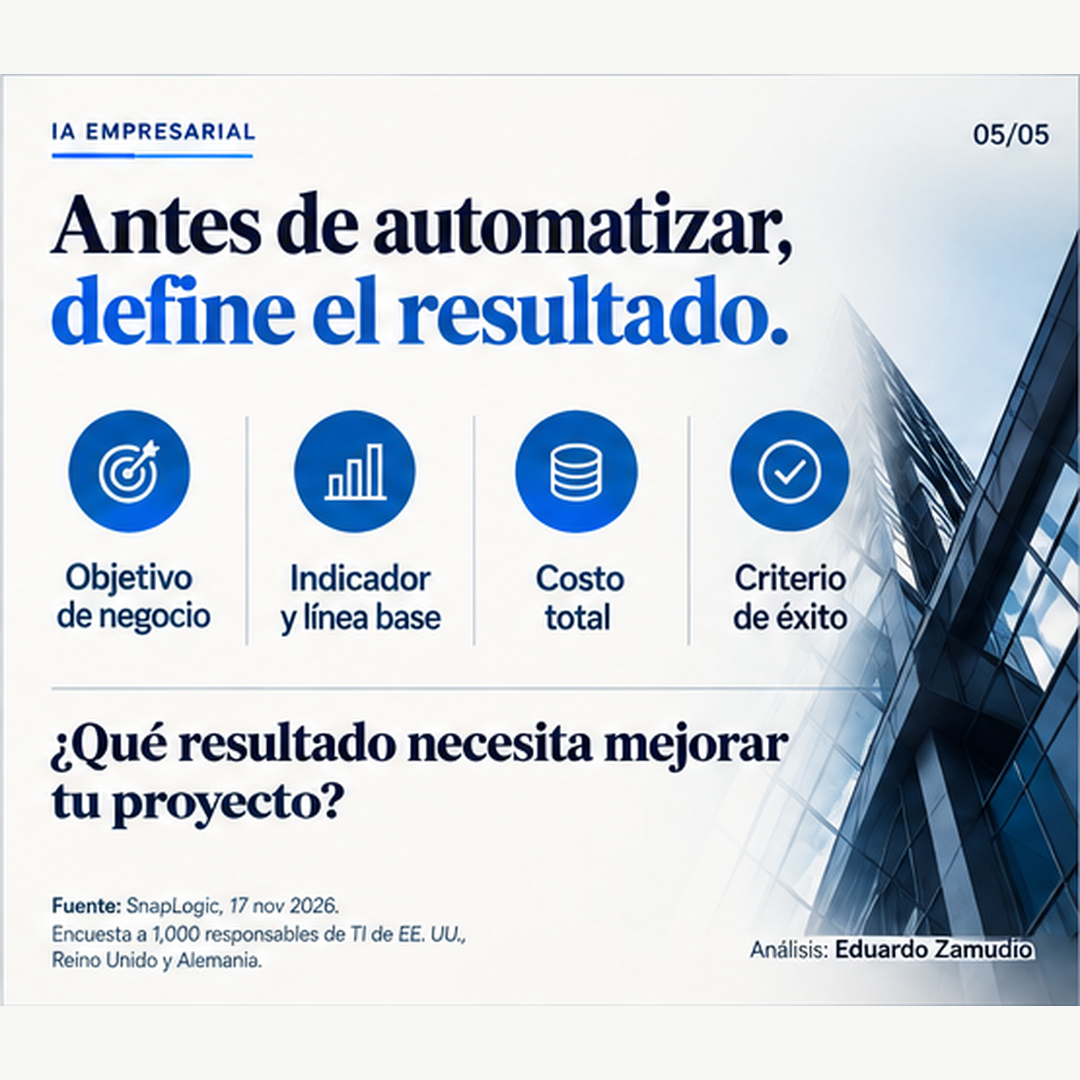 IA EMPRESARIAL
05/05
Antes de automatizar,
define el resultado.
Objetivo
de negocio
Indicador
y línea base
Costo
total
Criterio
de éxito
¿Qué resultado necesita mejorar
tu proyecto?
Fuente: SnapLogic, 17 nov 2026.
Encuesta a 1,000 responsables de TI de EE. UU.,
Reino Unido y Alemania.
Análisis: Eduardo Zamudio